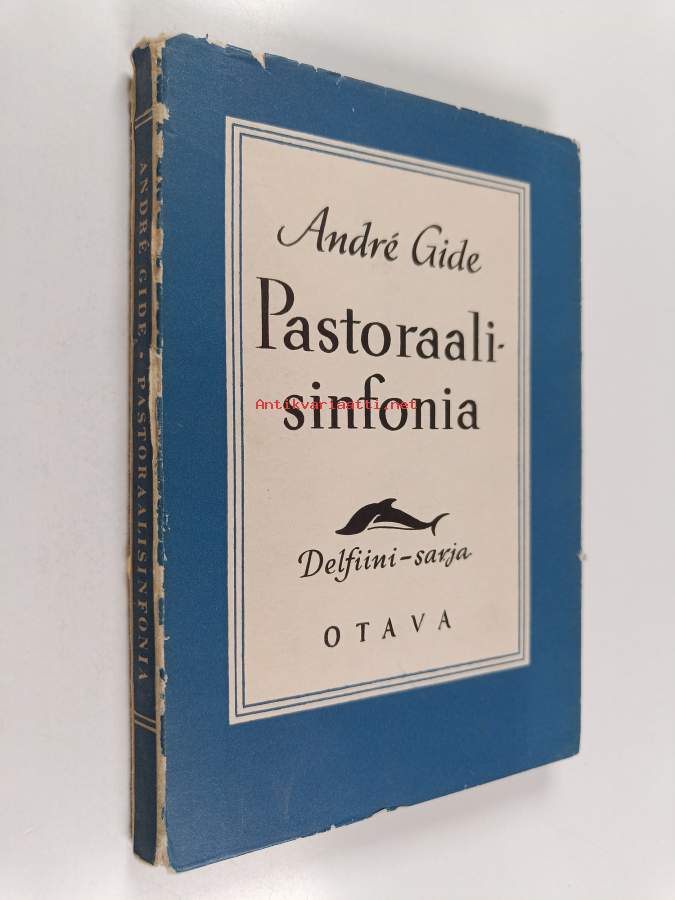 ANDRÉ GIDE · PASTORAALISINFONIA
André Gide
Pastoraali-
sinfonia
Antikvariaatti.net
Delfiini-sarja
OTAVA